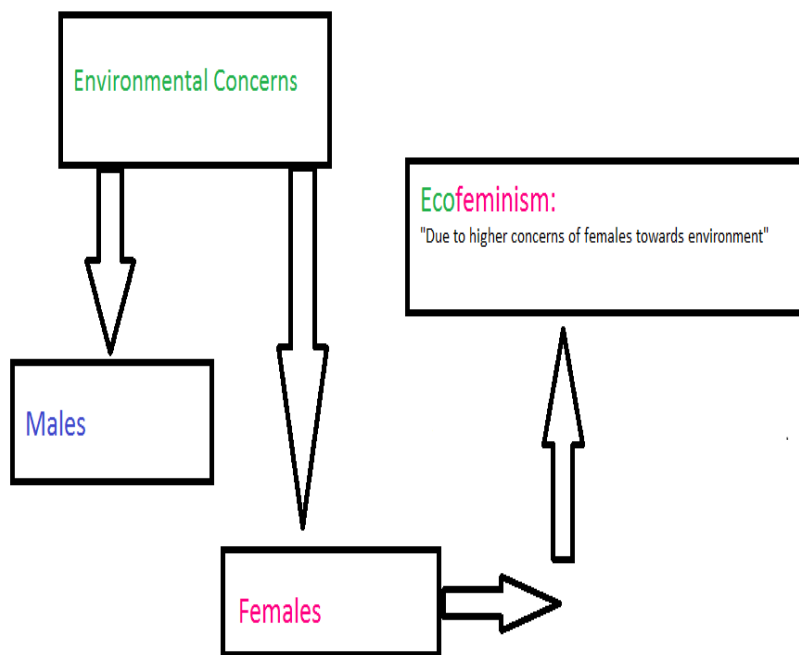 Environmental Concerns
Ecofeminism:
"Due to higher concerns of females towards environment"
Males
Females